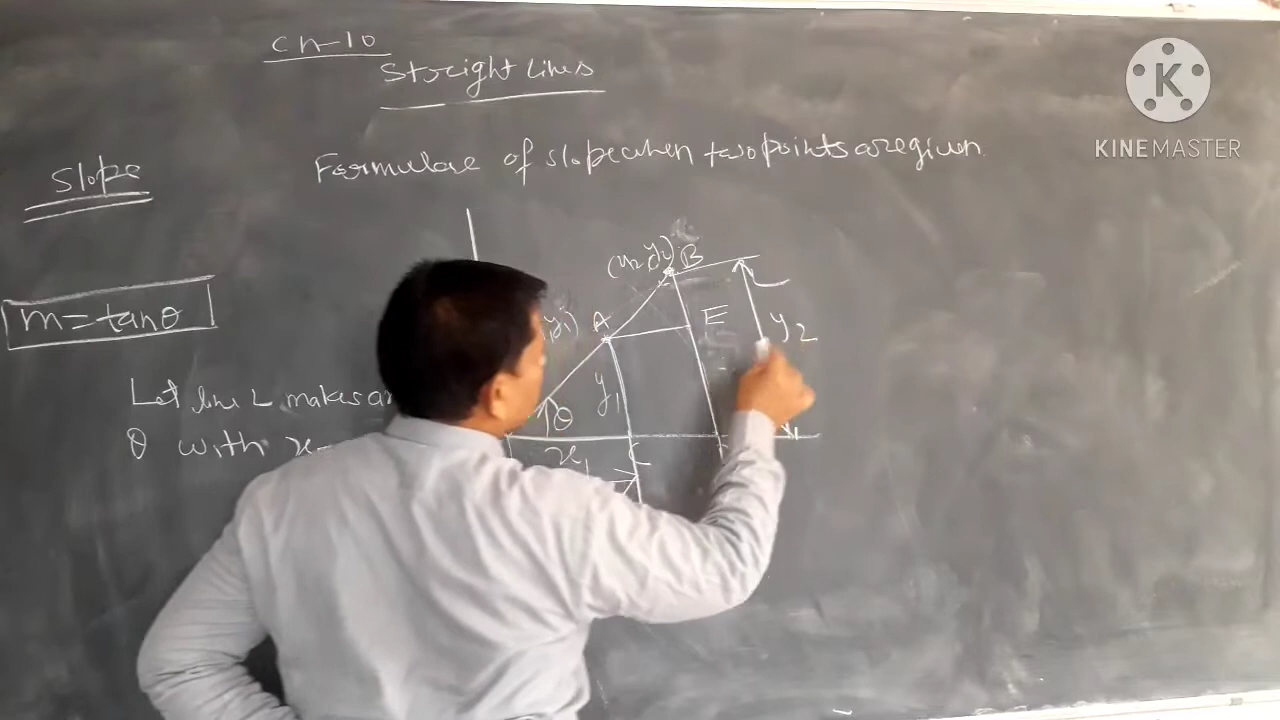 Ch-10
Straight Lines
KINEMASTER
Formulae of slope when two points are given
Slope
(x2 y2) B
m = tanθ
y1) A
E
y2
Let line L makes an
y1
θ
θ with x-
x1
C